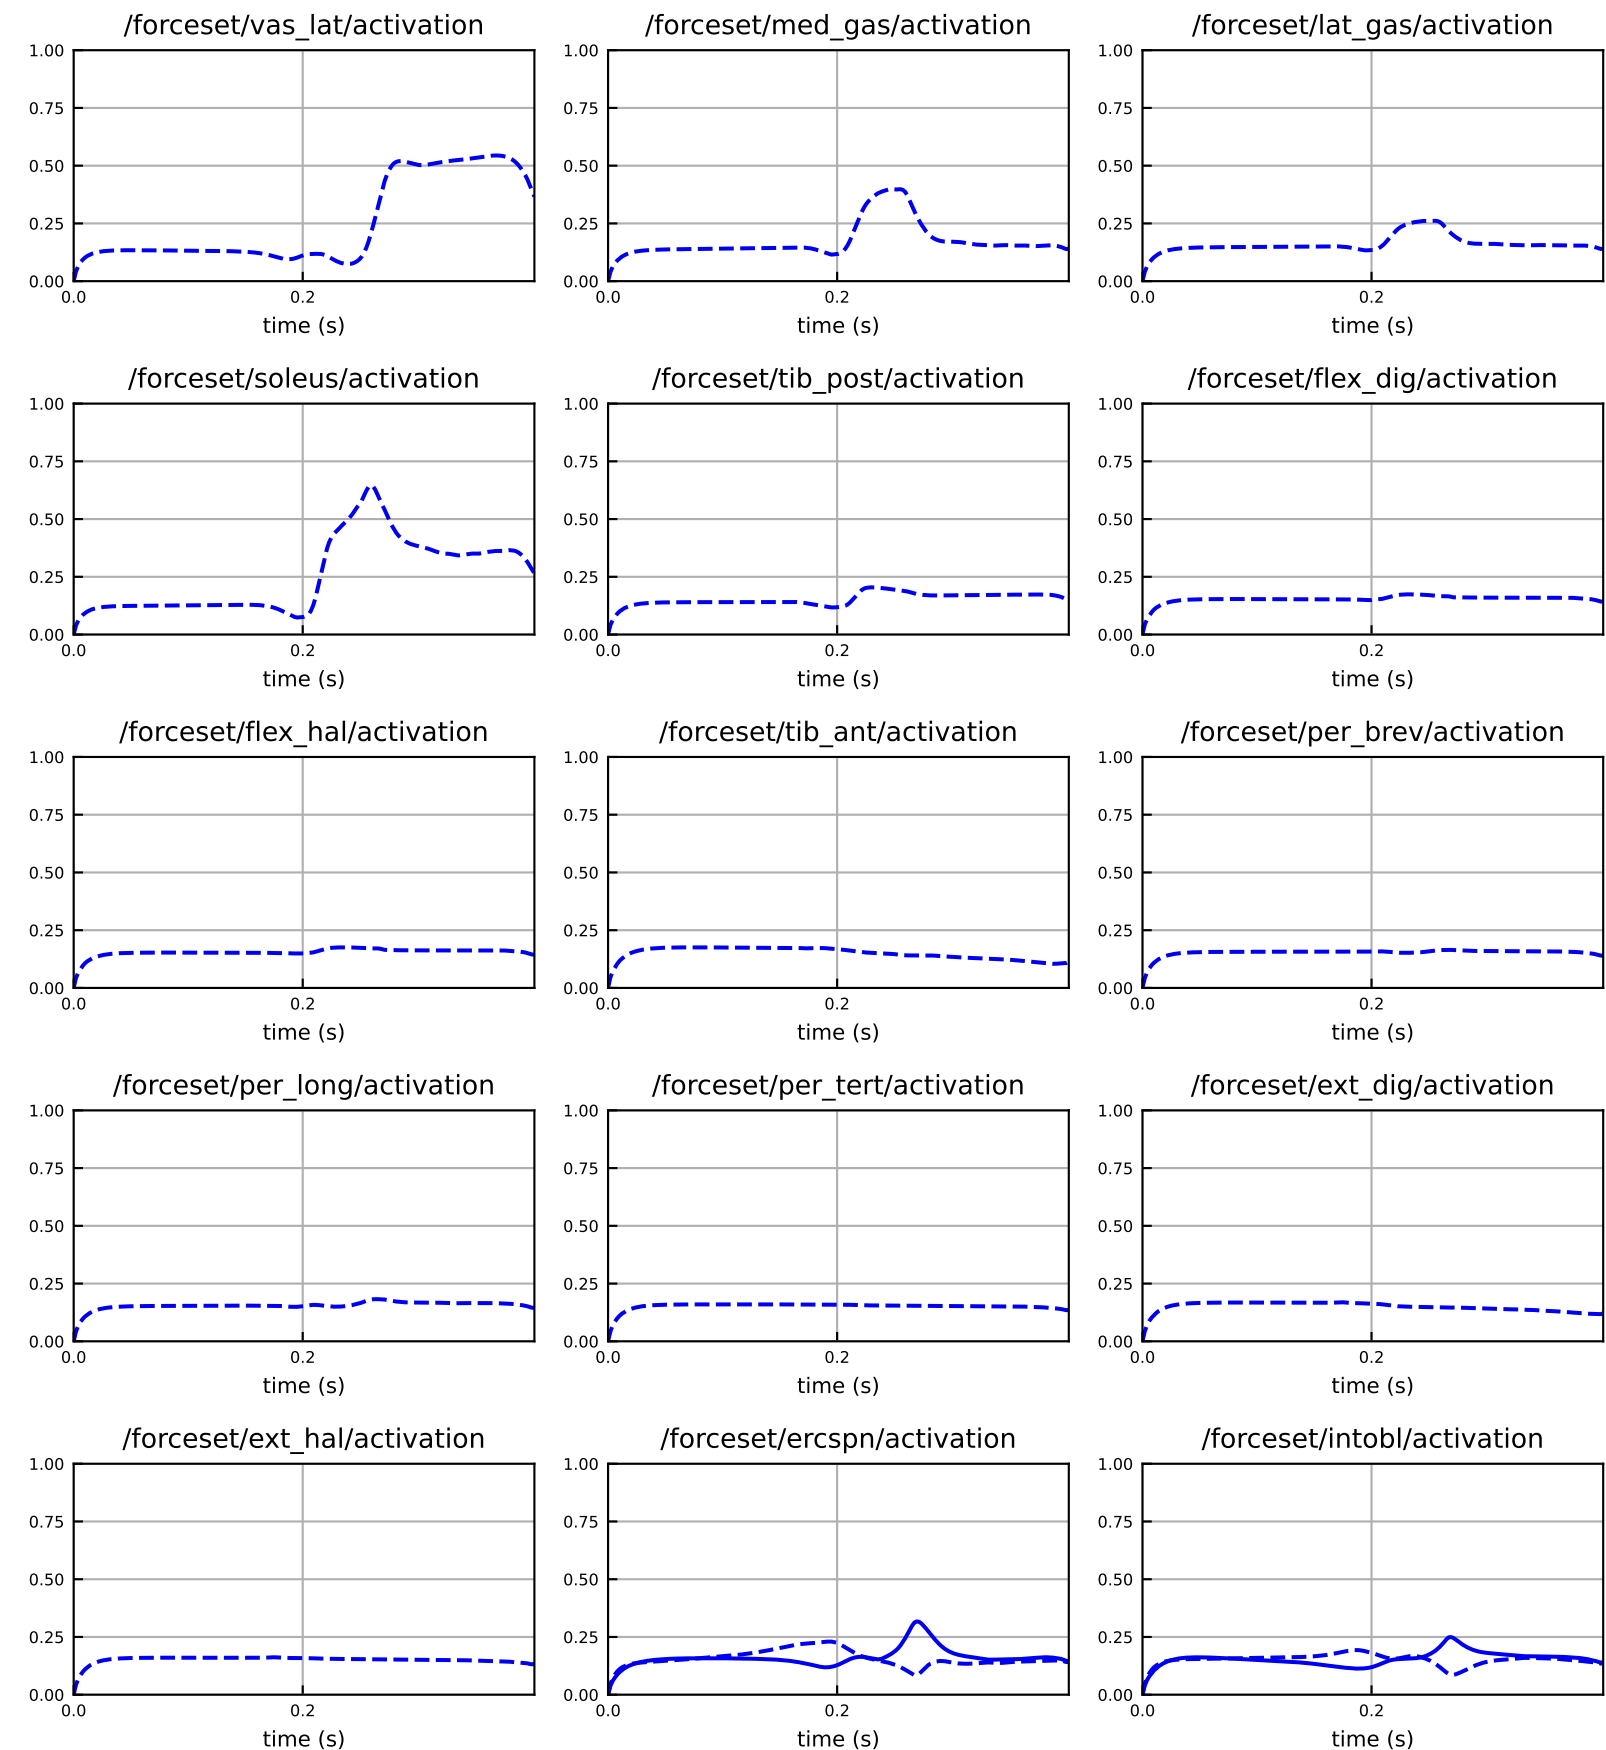 /forceset/vas_lat/activation /forceset/med_gas/activation /forceset/lat_gas/activation
1.00 1.00 1.00
0.75 0.75 0.75
0.50 0.50 0.50
0.25 0.25 0.25
0.00 0.00 0.00
0.0 0.2 0.0 0.2 0.0 0.2
time (s) time (s) time (s)
/forceset/soleus/activation /forceset/tib_post/activation /forceset/flex_dig/activation
1.00 1.00 1.00
0.75 0.75 0.75
0.50 0.50 0.50
0.25 0.25 0.25
0.00 0.00 0.00
0.0 0.2 0.0 0.2 0.0 0.2
time (s) time (s) time (s)
/forceset/flex_hal/activation /forceset/tib_ant/activation /forceset/per_brev/activation
1.00 1.00 1.00
0.75 0.75 0.75
0.50 0.50 0.50
0.25 0.25 0.25
0.00 0.00 0.00
0.0 0.2 0.0 0.2 0.0 0.2
time (s) time (s) time (s)
/forceset/per_long/activation /forceset/per_tert/activation /forceset/ext_dig/activation
1.00 1.00 1.00
0.75 0.75 0.75
0.50 0.50 0.50
0.25 0.25 0.25
0.00 0.00 0.00
0.0 0.2 0.0 0.2 0.0 0.2
time (s) time (s) time (s)
/forceset/ext_hal/activation /forceset/ercspn/activation /forceset/intobl/activation
1.00 1.00 1.00
0.75 0.75 0.75
0.50 0.50 0.50
0.25 0.25 0.25
0.00 0.00 0.00
0.0 0.2 0.0 0.2 0.0 0.2
time (s) time (s) time (s)